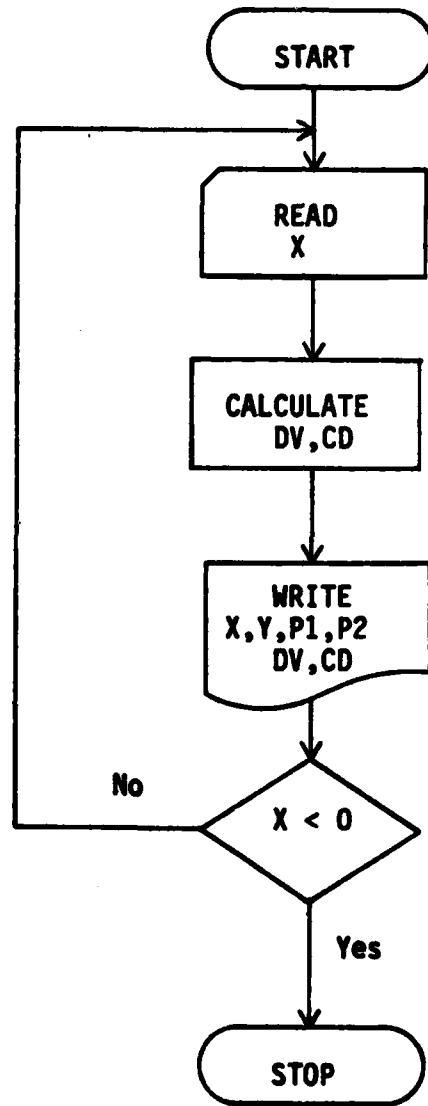 START
READ
X
CALCULATE
DV,CD
WRITE
X,Y,P1,P2
DV,CD
No
X < 0
Yes
STOP